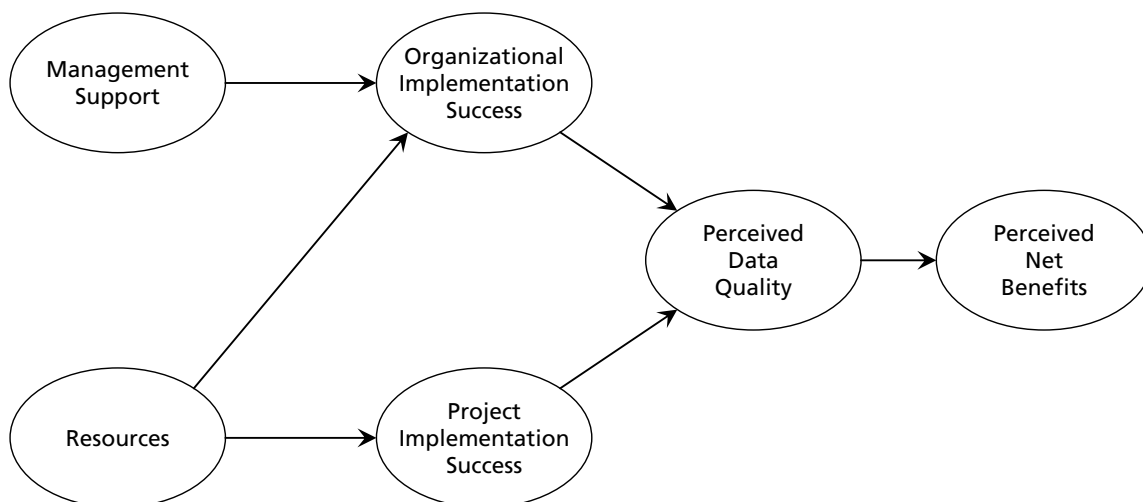 Management
Support
Organizational
Implementation
Success
Perceived
Data
Quality
Perceived
Net
Benefits
Resources
Project
Implementation
Success